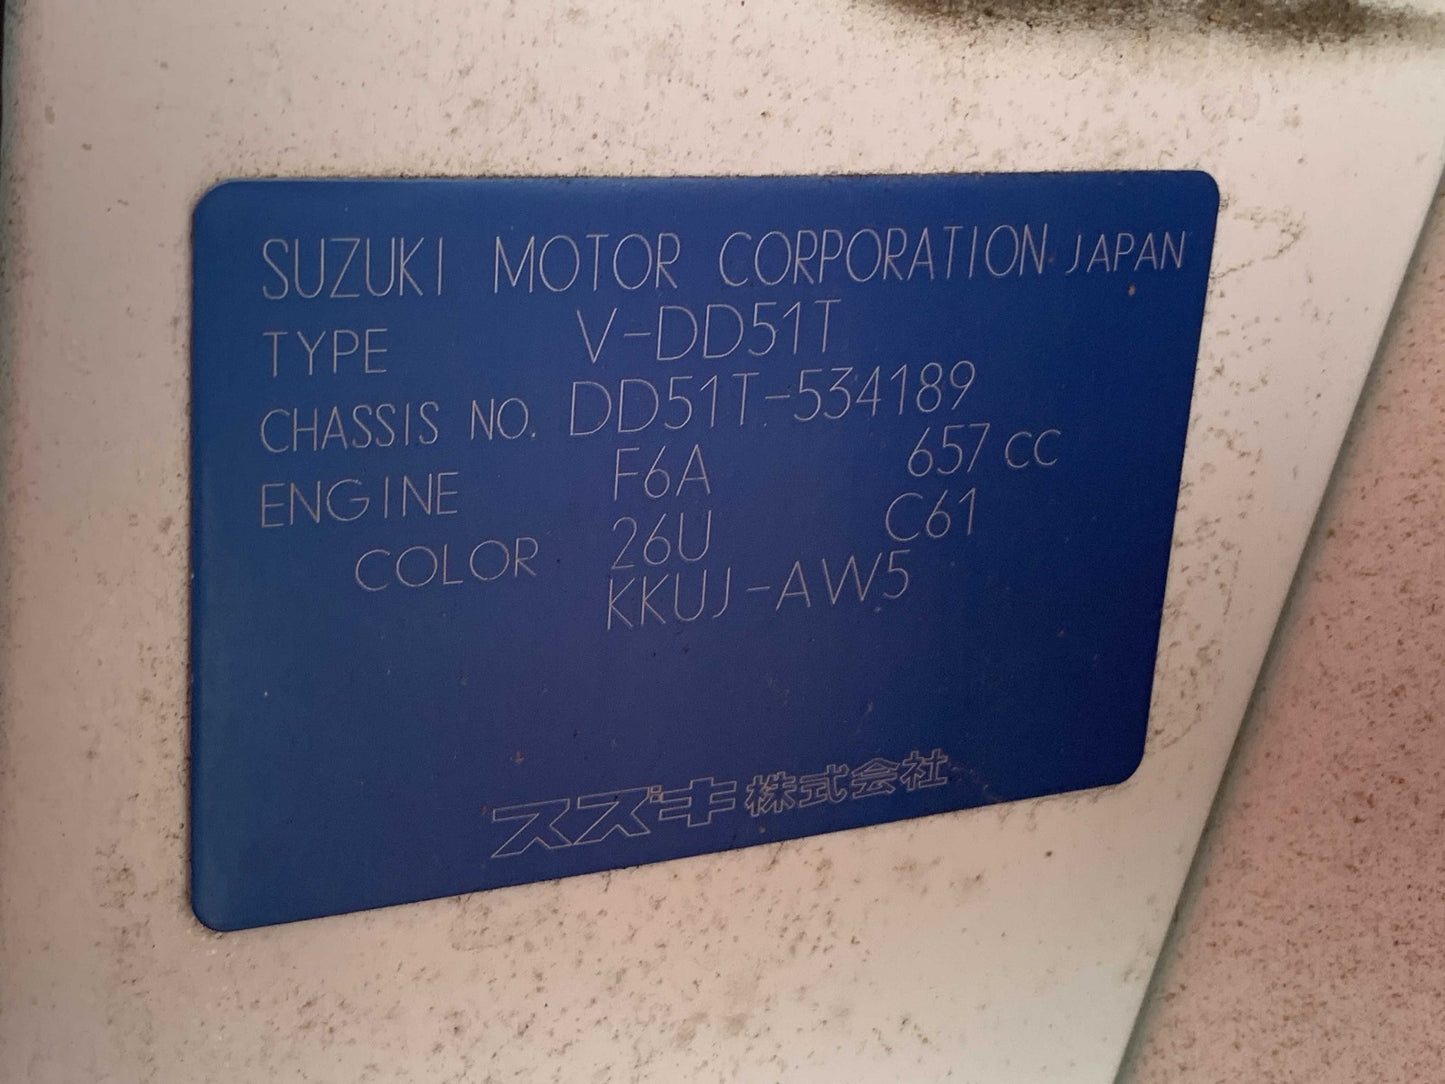 SUZUKI MOTOR CORPORATION JAPAN
TYPE V-DD51T
CHASSIS NO. DD51T-534189
ENGINE F6A 657 CC
COLOR 26U C61
KKUJ-AW5
スズキ株式会社